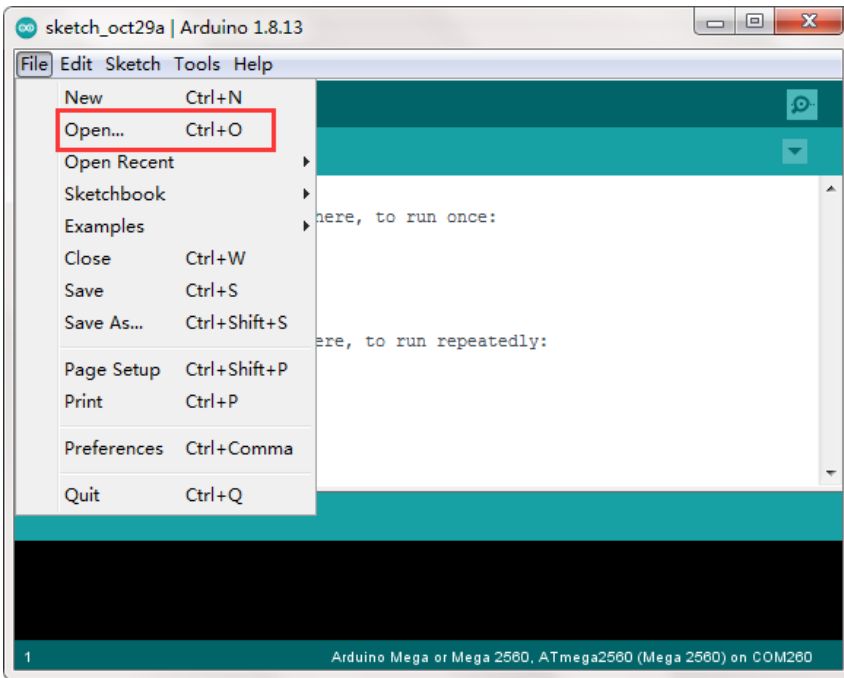 sketch_oct29a | Arduino 1.8.13
File Edit Sketch Tools Help
New Ctrl+N
Open... Ctrl+O
Open Recent
Sketchbook
Examples
Close Ctrl+W
Save Ctrl+S
Save As... Ctrl+Shift+S
Page Setup Ctrl+Shift+P
Print Ctrl+P
Preferences Ctrl+Comma
Quit Ctrl+Q
here, to run once:
ere, to run repeatedly:
1 Arduino Mega or Mega 2560, ATmega2560 (Mega 2560) on COM260